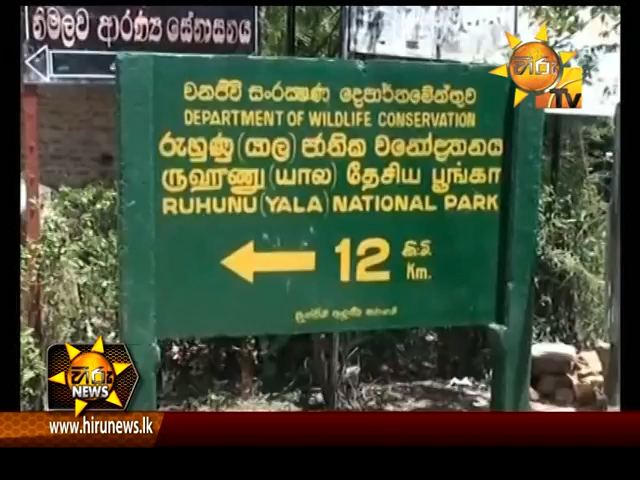 නිමලව ආරණ්‍ය සේනාසනය
හිරු
TV
වනජීවී සංරක්ෂණ දෙපාර්තමේන්තුව
DEPARTMENT OF WILDLIFE CONSERVATION
රුහුණු (යාල) ජාතික වනෝද්‍යානය
ருஹுணு (யால) தேசிய பூங்கா
RUHUNU (YALA) NATIONAL PARK
12 කි.මී
Km.
හිරු
NEWS
www.hirunews.lk